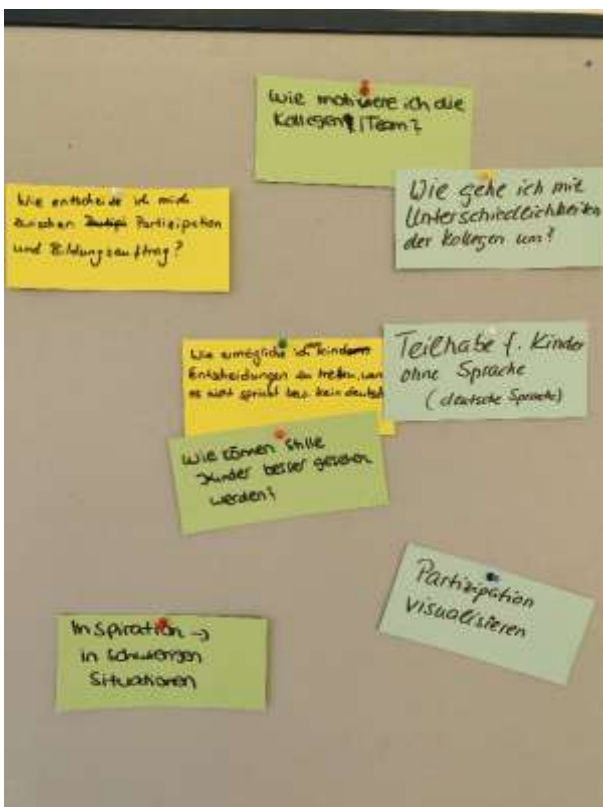 Wie motiviere ich die
Kollegen / Team?
Wie entscheide ich mich
zwischen Partizipation
und Bildungsauftrag?
Wie gehe ich mit
Unterschiedlichkeiten
der Kollegen um?
Wie ermögliche ich Kind
Entscheidungen zu treffen, wenn
es nicht spricht bzw. kein deutsch
Teilhabe f. Kinder
ohne Sprache
(deutsche Sprache)
Wie können stille
Kinder besser gesehen
werden?
Partizipation
visualisieren
Inspiration →
in schwierigen
Situationen